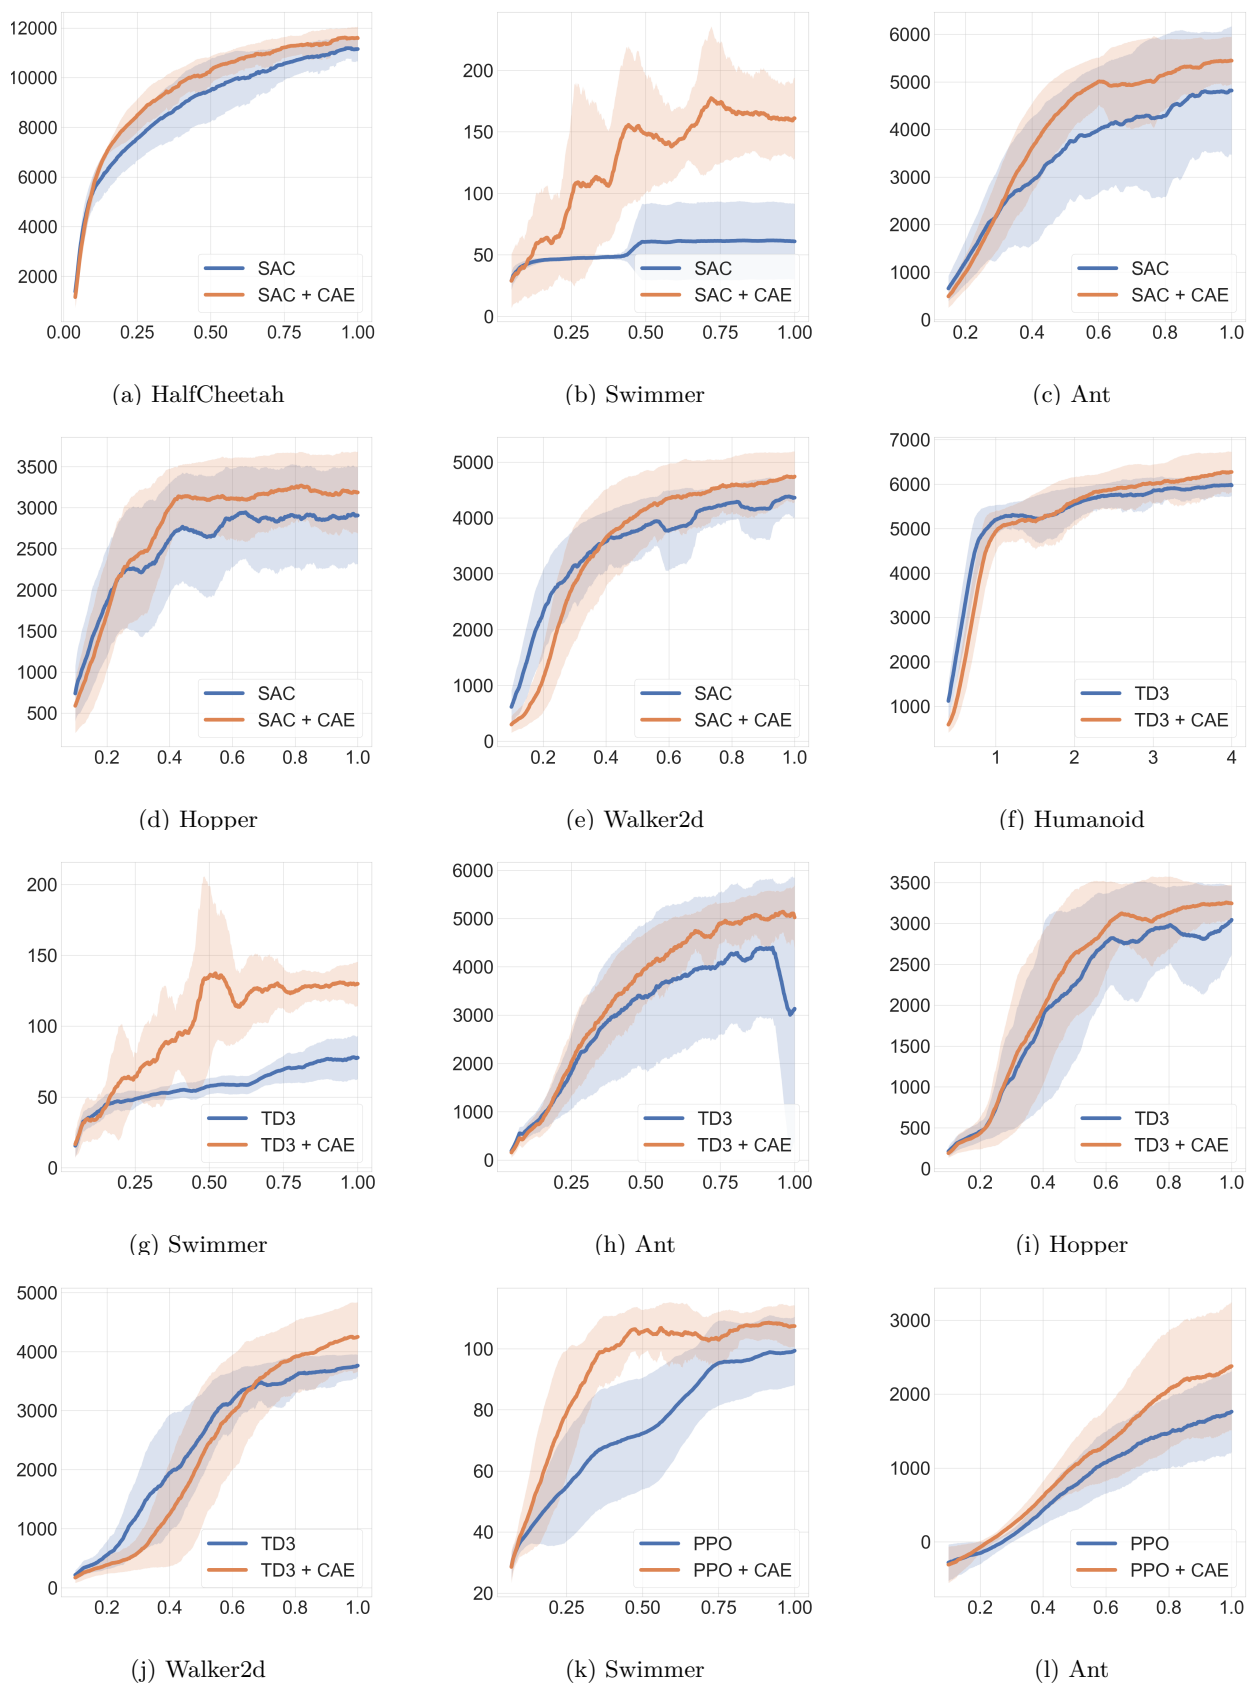 12000
10000
8000
6000
4000
2000
0.00 0.25 0.50 0.75 1.00
SAC
SAC + CAE
(a) HalfCheetah
200
150
100
50
0
0.25 0.50 0.75 1.00
SAC
SAC + CAE
(b) Swimmer
6000
5000
4000
3000
2000
1000
0
0.2 0.4 0.6 0.8 1.0
SAC
SAC + CAE
(c) Ant
3500
3000
2500
2000
1500
1000
500
0.2 0.4 0.6 0.8 1.0
SAC
SAC + CAE
(d) Hopper
5000
4000
3000
2000
1000
0
0.2 0.4 0.6 0.8 1.0
SAC
SAC + CAE
(e) Walker2d
7000
6000
5000
4000
3000
2000
1000
1 2 3 4
TD3
TD3 + CAE
(f) Humanoid
200
150
100
50
0
0.25 0.50 0.75 1.00
TD3
TD3 + CAE
(g) Swimmer
6000
5000
4000
3000
2000
1000
0
0.25 0.50 0.75 1.00
TD3
TD3 + CAE
(h) Ant
3500
3000
2500
2000
1500
1000
500
0
0.2 0.4 0.6 0.8 1.0
TD3
TD3 + CAE
(i) Hopper
5000
4000
3000
2000
1000
0
0.2 0.4 0.6 0.8 1.0
TD3
TD3 + CAE
(j) Walker2d
100
80
60
40
20
0.25 0.50 0.75 1.00
PPO
PPO + CAE
(k) Swimmer
3000
2000
1000
0
0.2 0.4 0.6 0.8 1.0
PPO
PPO + CAE
(l) Ant